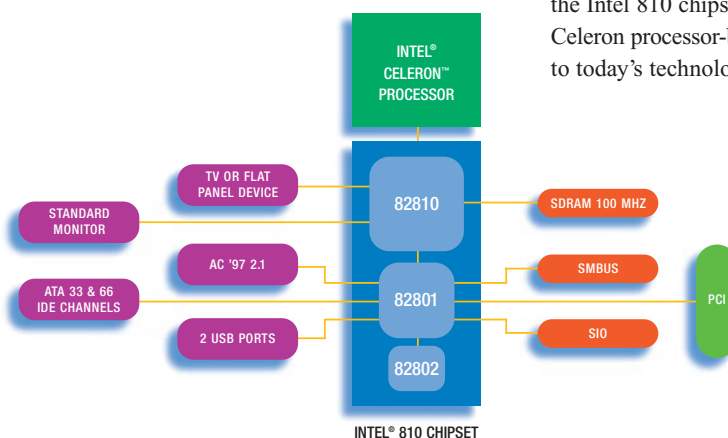 the Intel 810 chips
Celeron processor-
to today's technolo
INTEL®
CELERON™
PROCESSOR
TV OR FLAT
PANEL DEVICE
82810
SDRAM 100 MHZ
STANDARD
MONITOR
AC '97 2.1
SMBUS
ATA 33 & 66
IDE CHANNELS
82801
PCI
2 USB PORTS
SIO
82802
INTEL® 810 CHIPSET